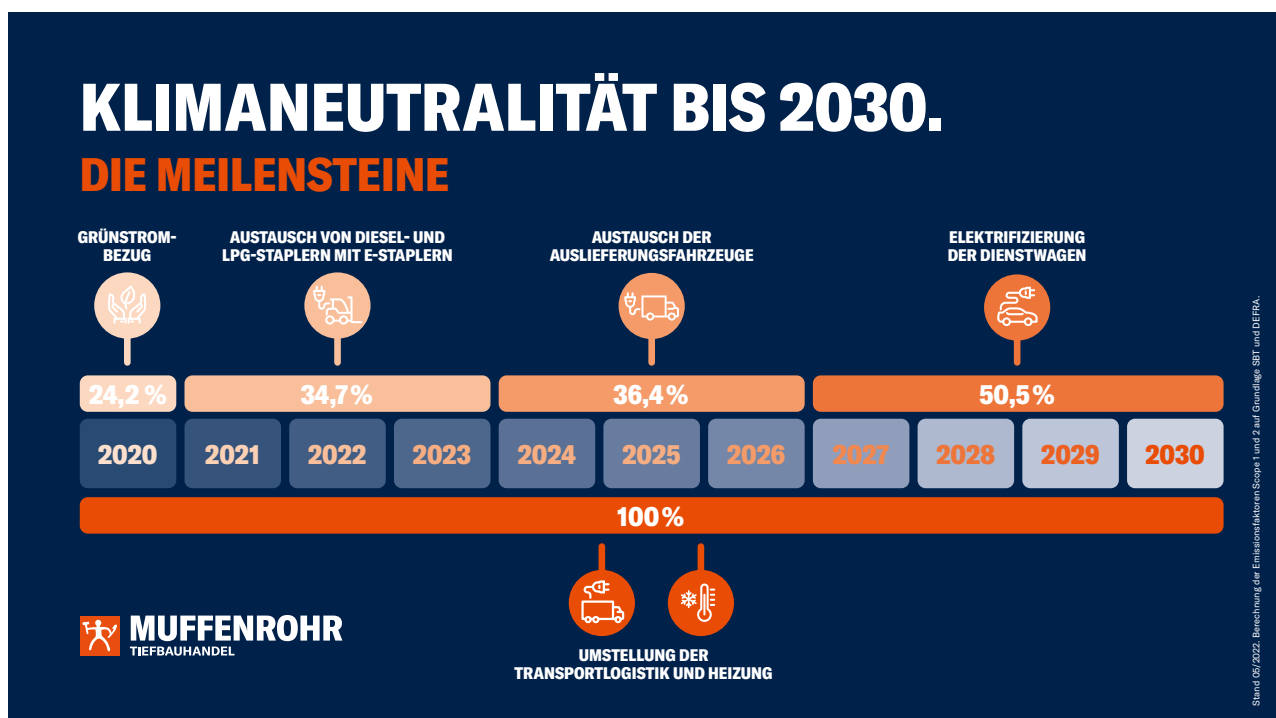 KLIMANEUTRALITÄT BIS 2030.
DIE MEILENSTEINE
GRÜNSTROM-
BEZUG
AUSTAUSCH VON DIESEL- UND
LPG-STAPLERN MIT E-STAPLERN
AUSTAUSCH DER
AUSLIEFERUNGSFAHRZEUGE
ELEKTRIFIZIERUNG
DER DIENSTWAGEN
24,2 %
34,7 %
36,4 %
50,5 %
2020
2021
2022
2023
2024
2025
2026
2027
2028
2029
2030
100 %
UMSTELLUNG DER
TRANSPORTLOGISTIK UND HEIZUNG
MUFFENROHR
TIEFBAUHANDEL
Stand 05/2022. Berechnung der Emissionsfaktoren Scope 1 und 2 auf Grundlage SBT und DEFRA.